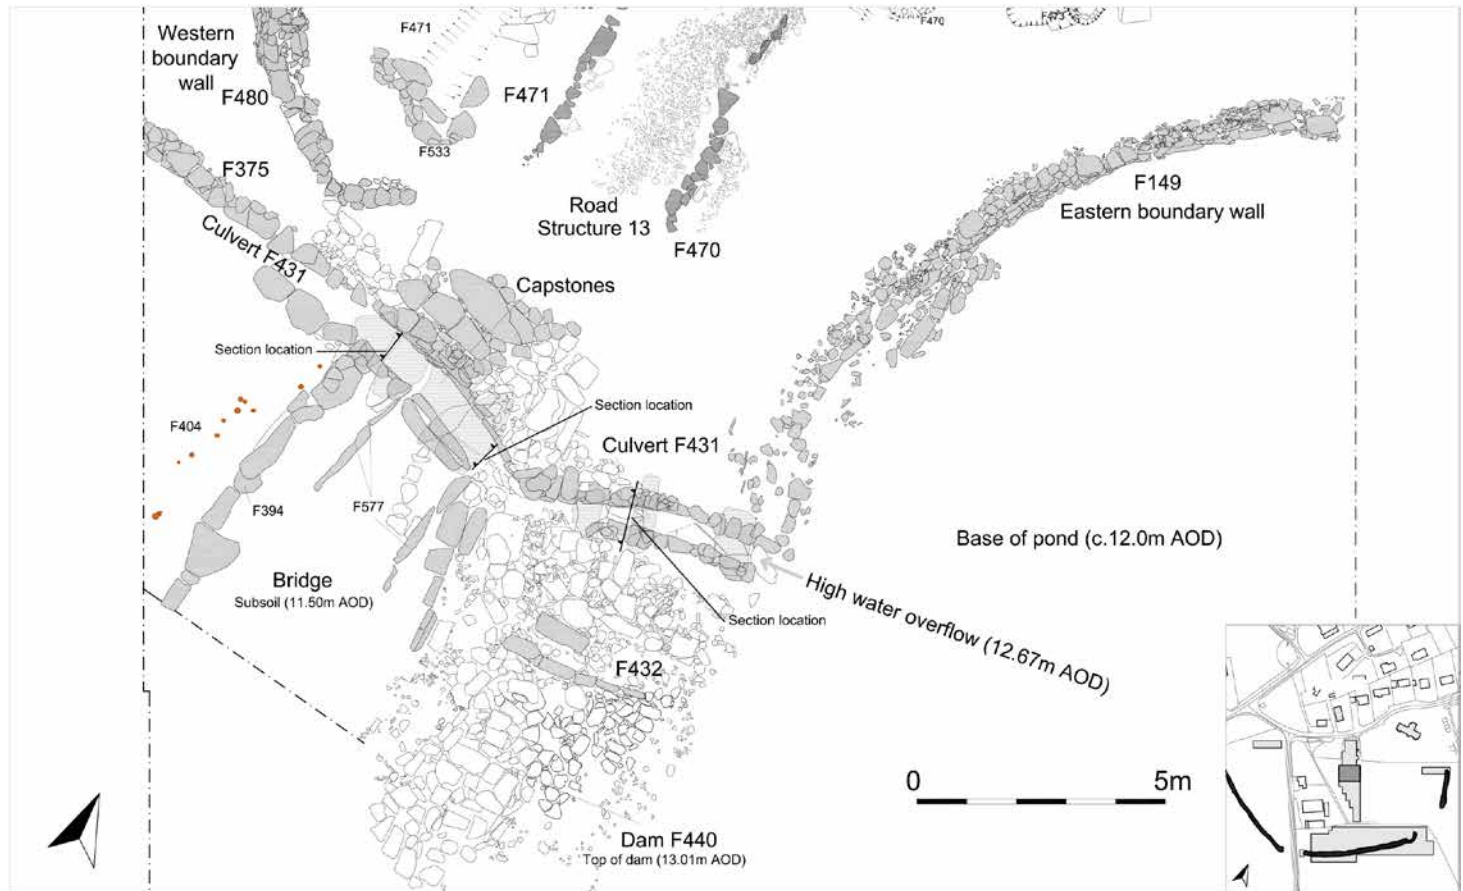 Western
boundary
wall
F480
F471
F471
F533
F470
F375
Culvert F431
Road
Structure 13
F470
F149
Eastern boundary wall
Capstones
Section location
Section location
Culvert F431
F404
F394
F577
Bridge
Subsoil (11.50m AOD)
Base of pond (c.12.0m AOD)
High water overflow (12.67m AOD)
Section location
F432
0 5m
Dam F440
Top of dam (13.01m AOD)